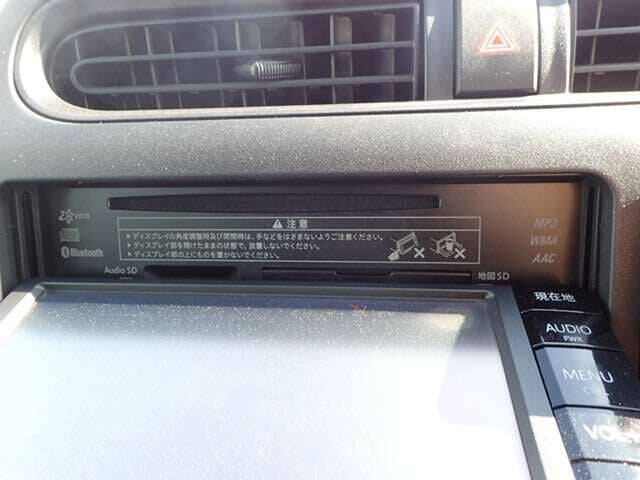 VICS
Bluetooth
⚠ 注意
▶ディスプレイの角度調整時及び開閉時は、手などをはさまないようご注意ください。
▶ディスプレイ部を開けたままの状態で、放置しないでください。
▶ディスプレイ部の上にものを置かないでください。
MP3
WMA
AAC
Audio SD
地図SD
現在地
AUDIO
PWR
MENU
VOL